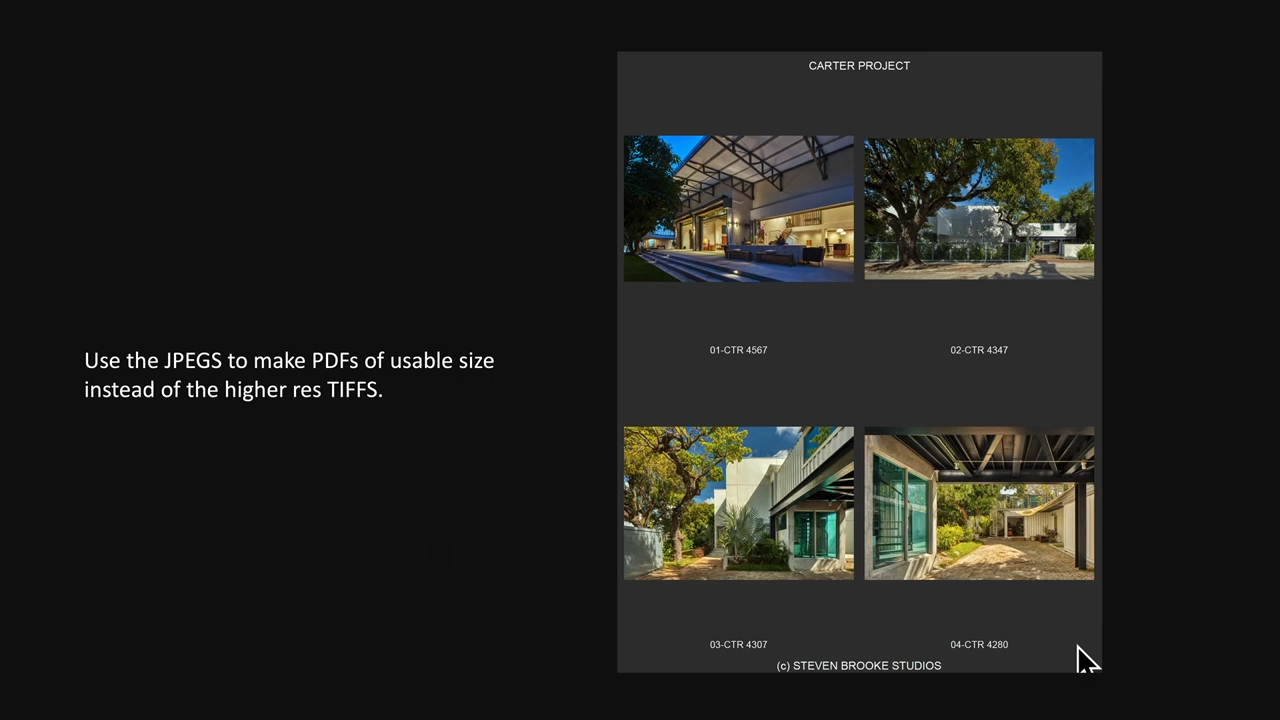 Use the JPEGS to make PDFs of usable size
instead of the higher res TIFFS.
CARTER PROJECT
01-CTR 4567
02-CTR 4347
03-CTR 4307
04-CTR 4280
(c) STEVEN BROOKE STUDIOS